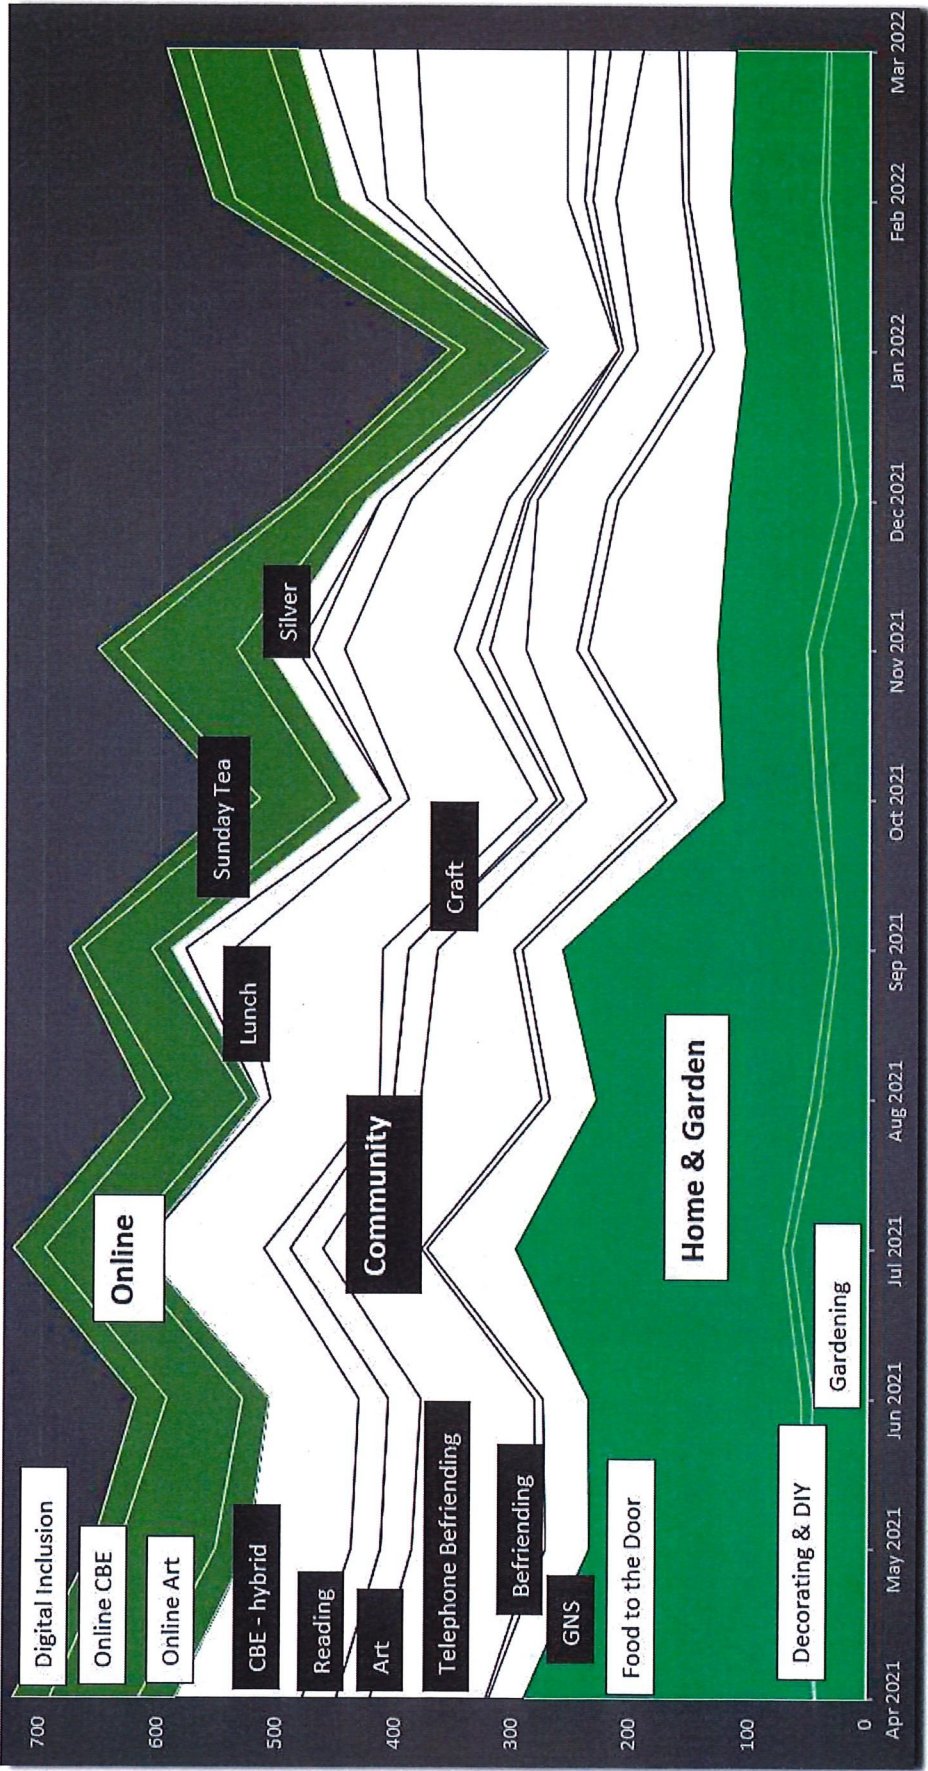 700
600
500
400
300
200
100
0
Digital Inclusion
Online CBE
Online Art
CBE - hybrid
Reading
Art
Telephone Befriending
Befriending
GNS
Food to the Door
Decorating & DIY
Gardening
Online
Community
Home & Garden
Lunch
Craft
Sunday Tea
Silver
Apr 2021
May 2021
Jun 2021
Jul 2021
Aug 2021
Sep 2021
Oct 2021
Nov 2021
Dec 2021
Jan 2022
Feb 2022
Mar 2022